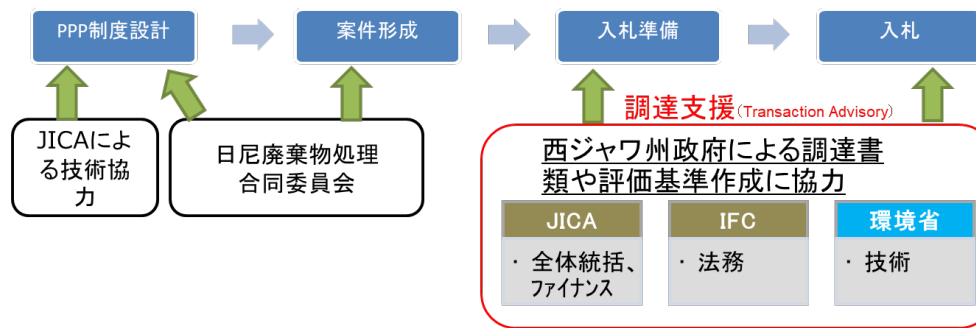 PPP制度設計
案件形成
入札準備
入札
調達支援(Transaction Advisory)
JICAによ
る技術協
力
日尼廃棄物処理
合同委員会
西ジャワ州政府による調達書
類や評価基準作成に協力
JICA
・ 全体統括、
ファイナンス
IFC
・ 法務
環境省
・ 技術